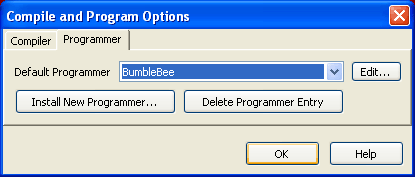 Compile and Program Options
Compiler Programmer
Default Programmer BumbleBee Edit...
Install New Programmer... Delete Programmer Entry
OK Help